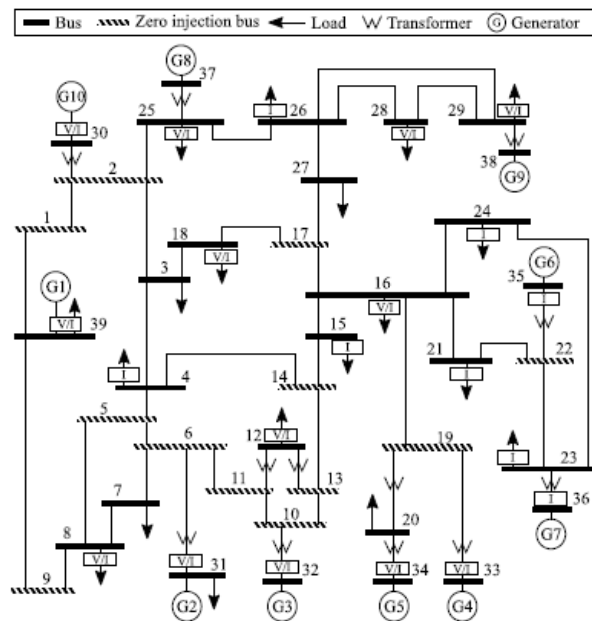 Bus Zero injection bus Load Transformer G Generator
G10 G8 37
25 V/I 26 I 28 V/I 29 V/I
V/I 30 38
2 27 G9
1 18 V/I 17 24 I G6
G1 3 16 V/I 35 I
V/I 39 15 I 21 I 22
I 4 14
5 6 12 V/I 19 I 23
7 11 13
8 V/I 10 20 I 36
9 V/I 31 V/I 32 V/I 34 V/I 33 G7
G2 G3 G5 G4